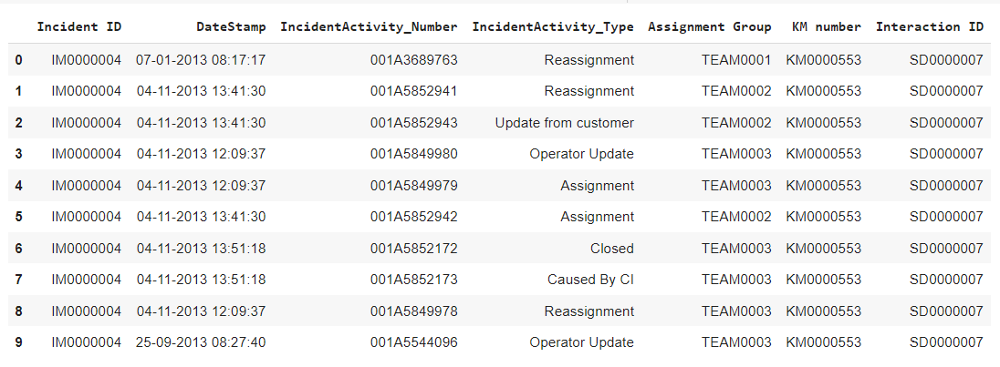 Incident ID DateStamp IncidentActivity_Number IncidentActivity_Type Assignment Group KM number Interaction ID
0 IM0000004 07-01-2013 08:17:17 001A3689763 Reassignment TEAM0001 KM0000553 SD0000007
1 IM0000004 04-11-2013 13:41:30 001A5852941 Reassignment TEAM0002 KM0000553 SD0000007
2 IM0000004 04-11-2013 13:41:30 001A5852943 Update from customer TEAM0002 KM0000553 SD0000007
3 IM0000004 04-11-2013 12:09:37 001A5849980 Operator Update TEAM0003 KM0000553 SD0000007
4 IM0000004 04-11-2013 12:09:37 001A5849979 Assignment TEAM0003 KM0000553 SD0000007
5 IM0000004 04-11-2013 13:41:30 001A5852942 Assignment TEAM0002 KM0000553 SD0000007
6 IM0000004 04-11-2013 13:51:18 001A5852172 Closed TEAM0003 KM0000553 SD0000007
7 IM0000004 04-11-2013 13:51:18 001A5852173 Caused By CI TEAM0003 KM0000553 SD0000007
8 IM0000004 04-11-2013 12:09:37 001A5849978 Reassignment TEAM0003 KM0000553 SD0000007
9 IM0000004 25-09-2013 08:27:40 001A5544096 Operator Update TEAM0003 KM0000553 SD0000007